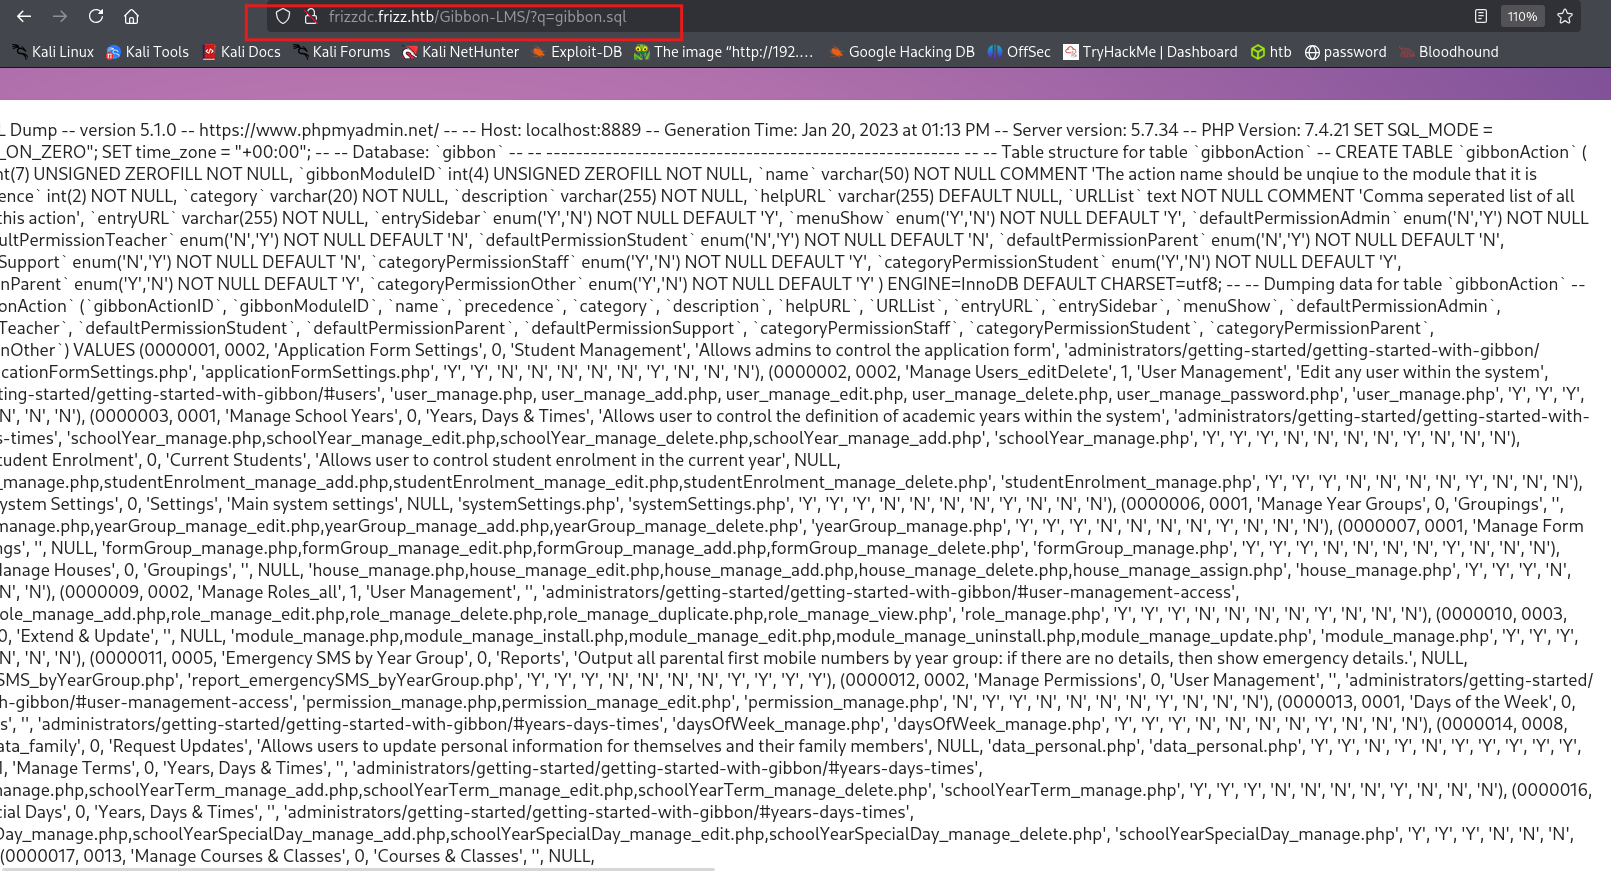 frizzdc.frizz.htb/Gibbon-LMS/?q=gibbon.sql
110%
Kali Linux Kali Tools Kali Docs Kali Forums Kali NetHunter Exploit-DB The image “http://192.... Google Hacking DB OffSec TryHackMe | Dashboard htb password Bloodhound
L Dump -- version 5.1.0 -- https://www.phpmyadmin.net/ -- -- Host: localhost:8889 -- Generation Time: Jan 20, 2023 at 01:13 PM -- Server version: 5.7.34 -- PHP Version: 7.4.21 SET SQL_MODE =
_ON_ZERO"; SET time_zone = "+00:00"; -- -- Database: `gibbon` -- -- -------------------------------------------------------- -- -- Table structure for table `gibbonAction` -- CREATE TABLE `gibbonAction` (
nt(7) UNSIGNED ZEROFILL NOT NULL, `gibbonModuleID` int(4) UNSIGNED ZEROFILL NOT NULL, `name` varchar(50) NOT NULL COMMENT 'The action name should be unqiue to the module that it is
ence` int(2) NOT NULL, `category` varchar(20) NOT NULL, `description` varchar(255) NOT NULL, `helpURL` varchar(255) DEFAULT NULL, `URLList` text NOT NULL COMMENT 'Comma seperated list of all
this action', `entryURL` varchar(255) NOT NULL, `entrySidebar` enum('Y','N') NOT NULL DEFAULT 'Y', `menuShow` enum('Y','N') NOT NULL DEFAULT 'Y', `defaultPermissionAdmin` enum('N','Y') NOT NULL
ultPermissionTeacher` enum('N','Y') NOT NULL DEFAULT 'N', `defaultPermissionStudent` enum('N','Y') NOT NULL DEFAULT 'N', `defaultPermissionParent` enum('N','Y') NOT NULL DEFAULT 'N',
Support` enum('N','Y') NOT NULL DEFAULT 'N', `categoryPermissionStaff` enum('Y','N') NOT NULL DEFAULT 'Y', `categoryPermissionStudent` enum('Y','N') NOT NULL DEFAULT 'Y',
nParent` enum('Y','N') NOT NULL DEFAULT 'Y', `categoryPermissionOther` enum('Y','N') NOT NULL DEFAULT 'Y' ) ENGINE=InnoDB DEFAULT CHARSET=utf8; -- -- Dumping data for table `gibbonAction` --
onAction` (`gibbonActionID`, `gibbonModuleID`, `name`, `precedence`, `category`, `description`, `helpURL`, `URLList`, `entryURL`, `entrySidebar`, `menuShow`, `defaultPermissionAdmin`,
Teacher`, `defaultPermissionStudent`, `defaultPermissionParent`, `defaultPermissionSupport`, `categoryPermissionStaff`, `categoryPermissionStudent`, `categoryPermissionParent`,
nOther`) VALUES (0000001, 0002, 'Application Form Settings', 0, 'Student Management', 'Allows admins to control the application form', 'administrators/getting-started/getting-started-with-gibbon/
icationFormSettings.php', 'applicationFormSettings.php', 'Y', 'Y', 'N', 'N', 'N', 'N', 'Y', 'N', 'N', 'N'), (0000002, 0002, 'Manage Users_editDelete', 1, 'User Management', 'Edit any user within the system',
ting-started/getting-started-with-gibbon/#users', 'user_manage.php, user_manage_add.php, user_manage_edit.php, user_manage_delete.php, user_manage_password.php', 'user_manage.php', 'Y', 'Y', 'Y',
'N', 'N', 'N'), (0000003, 0001, 'Manage School Years', 0, 'Years, Days & Times', 'Allows user to control the definition of academic years within the system', 'administrators/getting-started/getting-started-with-
s-times', 'schoolYear_manage.php,schoolYear_manage_edit.php,schoolYear_manage_delete.php,schoolYear_manage_add.php', 'schoolYear_manage.php', 'Y', 'Y', 'Y', 'N', 'N', 'N', 'N', 'Y', 'N', 'N', 'N'),
tudent Enrolment', 0, 'Current Students', 'Allows user to control student enrolment in the current year', NULL,
_manage.php,studentEnrolment_manage_add.php,studentEnrolment_manage_edit.php,studentEnrolment_manage_delete.php', 'studentEnrolment_manage.php', 'Y', 'Y', 'Y', 'N', 'N', 'N', 'N', 'Y', 'N', 'N', 'N'),
ystem Settings', 0, 'Settings', 'Main system settings', NULL, 'systemSettings.php', 'systemSettings.php', 'Y', 'Y', 'Y', 'N', 'N', 'N', 'N', 'Y', 'N', 'N', 'N'), (0000006, 0001, 'Manage Year Groups', 0, 'Groupings', '',
manage.php,yearGroup_manage_edit.php,yearGroup_manage_add.php,yearGroup_manage_delete.php', 'yearGroup_manage.php', 'Y', 'Y', 'Y', 'N', 'N', 'N', 'N', 'Y', 'N', 'N', 'N'), (0000007, 0001, 'Manage Form
ngs', '', NULL, 'formGroup_manage.php,formGroup_manage_edit.php,formGroup_manage_add.php,formGroup_manage_delete.php', 'formGroup_manage.php', 'Y', 'Y', 'Y', 'N', 'N', 'N', 'N', 'Y', 'N', 'N', 'N'),
Manage Houses', 0, 'Groupings', '', NULL, 'house_manage.php,house_manage_edit.php,house_manage_add.php,house_manage_delete.php,house_manage_assign.php', 'house_manage.php', 'Y', 'Y', 'Y', 'N',
'N', 'N'), (0000009, 0002, 'Manage Roles_all', 1, 'User Management', '', 'administrators/getting-started/getting-started-with-gibbon/#user-management-access',
role_manage_add.php,role_manage_edit.php,role_manage_delete.php,role_manage_duplicate.php,role_manage_view.php', 'role_manage.php', 'Y', 'Y', 'Y', 'N', 'N', 'N', 'N', 'Y', 'N', 'N', 'N'), (0000010, 0003,
0, 'Extend & Update', '', NULL, 'module_manage.php,module_manage_install.php,module_manage_edit.php,module_manage_uninstall.php,module_manage_update.php', 'module_manage.php', 'Y', 'Y', 'Y',
'N', 'N', 'N'), (0000011, 0005, 'Emergency SMS by Year Group', 0, 'Reports', 'Output all parental first mobile numbers by year group: if there are no details, then show emergency details.', NULL,
SMS_byYearGroup.php', 'report_emergencySMS_byYearGroup.php', 'Y', 'Y', 'Y', 'N', 'N', 'N', 'N', 'Y', 'Y', 'Y', 'Y'), (0000012, 0002, 'Manage Permissions', 0, 'User Management', '', 'administrators/getting-started/
h-gibbon/#user-management-access', 'permission_manage.php,permission_manage_edit.php', 'permission_manage.php', 'N', 'Y', 'Y', 'N', 'N', 'N', 'N', 'Y', 'N', 'N', 'N'), (0000013, 0001, 'Days of the Week', 0,
s', '', 'administrators/getting-started/getting-started-with-gibbon/#years-days-times', 'daysOfWeek_manage.php', 'daysOfWeek_manage.php', 'Y', 'Y', 'Y', 'N', 'N', 'N', 'N', 'Y', 'N', 'N', 'N'), (0000014, 0008,
ata_family', 0, 'Request Updates', 'Allows users to update personal information for themselves and their family members', NULL, 'data_personal.php', 'data_personal.php', 'Y', 'Y', 'N', 'Y', 'N', 'Y', 'Y', 'Y', 'Y', 'Y',
1, 'Manage Terms', 0, 'Years, Days & Times', '', 'administrators/getting-started/getting-started-with-gibbon/#years-days-times',
manage.php,schoolYearTerm_manage_edit.php,schoolYearTerm_manage_add.php,schoolYearTerm_manage_delete.php', 'schoolYearTerm_manage.php', 'Y', 'Y', 'Y', 'N', 'N', 'N', 'N', 'Y', 'N', 'N', 'N'), (0000016,
cial Days', 0, 'Years, Days & Times', '', 'administrators/getting-started/getting-started-with-gibbon/#years-days-times',
Day_manage.php,schoolYearSpecialDay_manage_add.php,schoolYearSpecialDay_manage_edit.php,schoolYearSpecialDay_manage_delete.php', 'schoolYearSpecialDay_manage.php', 'Y', 'Y', 'Y', 'N', 'N', 'N',
(0000017, 0013, 'Manage Courses & Classes', 0, 'Courses & Classes', '', NULL,